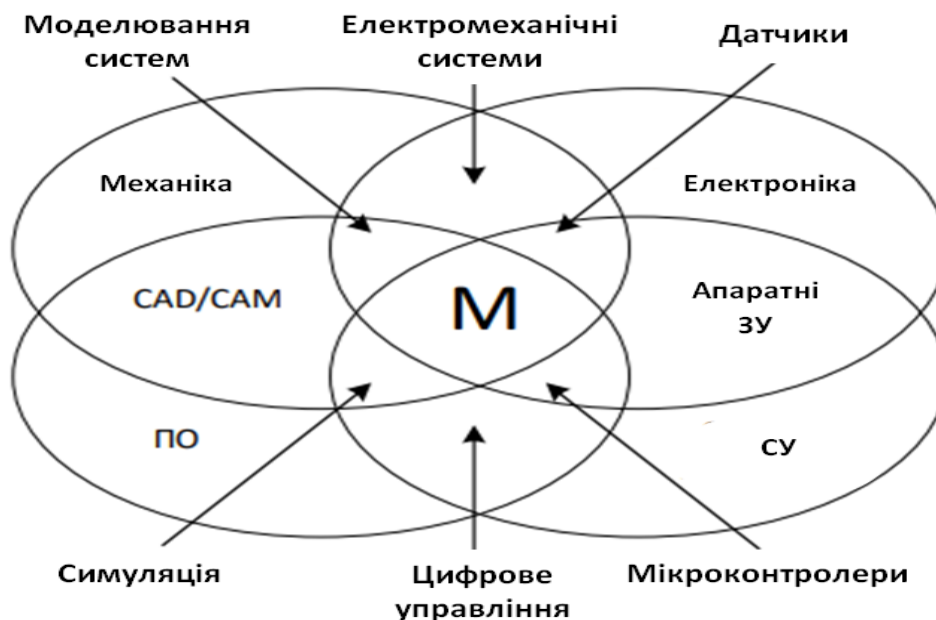 Моделювання
систем
Електромеханічні
системи
Датчики
Механіка
Електроніка
CAD/CAM
М
Апаратні
ЗУ
ПО
СУ
Симуляція
Цифрове
управління
Мікроконтролери